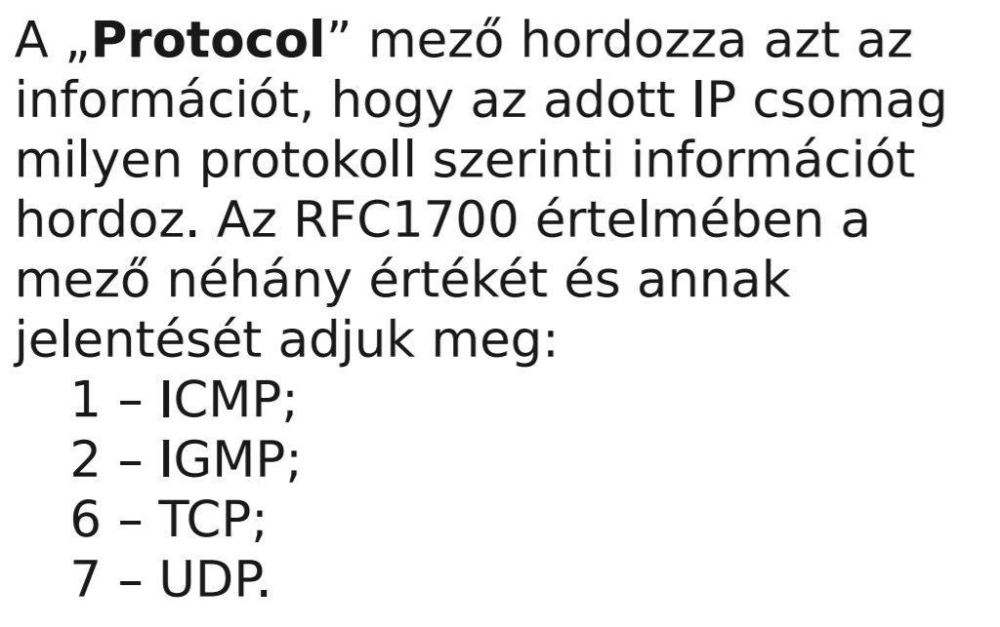 A „Protocol” mező hordozza azt az
információt, hogy az adott IP csomag
milyen protokoll szerinti információt
hordoz. Az RFC1700 értelmében a
mező néhány értékét és annak
jelentését adjuk meg:
1 – ICMP;
2 – IGMP;
6 – TCP;
7 – UDP.